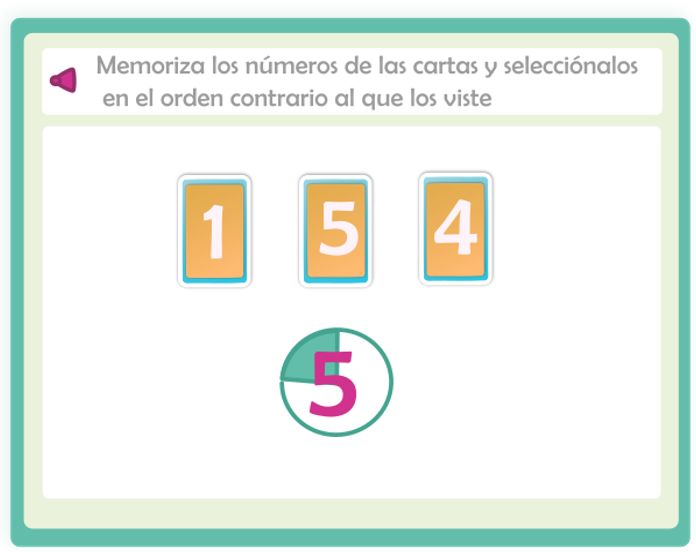 Memoriza los números de las cartas y selecciónalos
en el orden contrario al que los viste
1 5 4
5